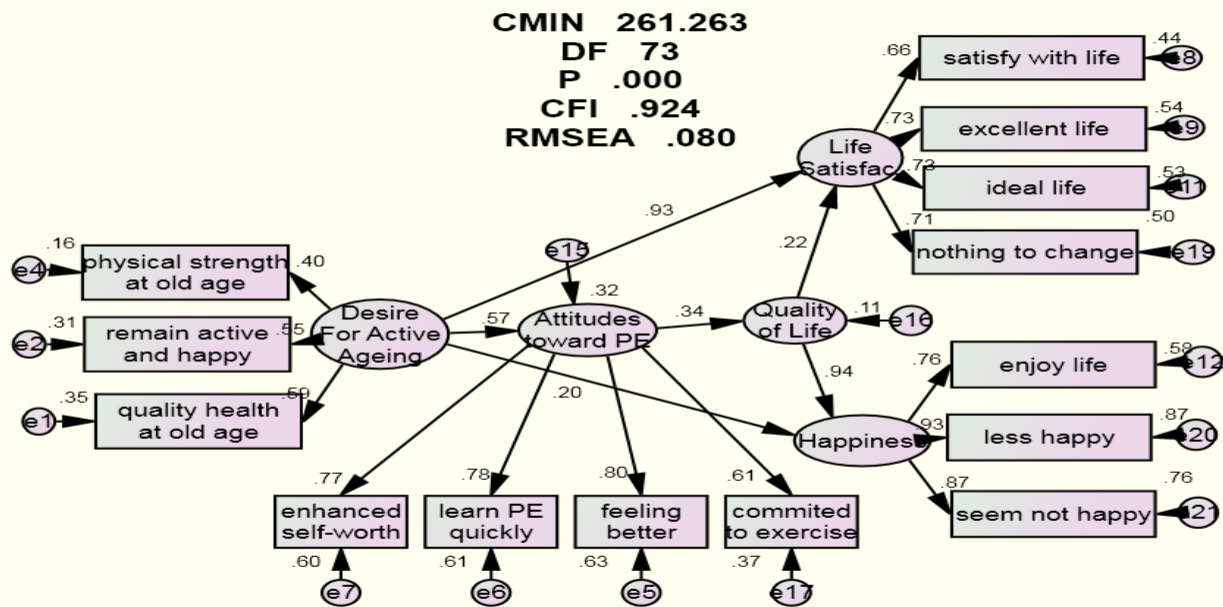 CMIN 261.263
DF 73
P .000
CFI .924
RMSEA .080
.44
.66
satisfy with life
e8
.54
.73
excellent life
e9
Life
Satisfac
.73
.53
ideal life
e11
.93
.71
.50
nothing to change
e19
.22
.16
e4
physical strength
at old age
.40
e15
.32
.31
e2
remain active
and happy
.55
Desire
For Active
Ageing
.57
Attitudes
toward PE
.34
Quality
of Life
.11
e16
.59
.35
e1
quality health
at old age
.20
.94
.76
.58
enjoy life
e12
Happiness
.93
.87
less happy
e20
.87
.76
seem not happy
e21
.77
.78
.80
.61
enhanced
self-worth
learn PE
quickly
feeling
better
commited
to exercise
.60
.61
.63
.37
e7
e6
e5
e17